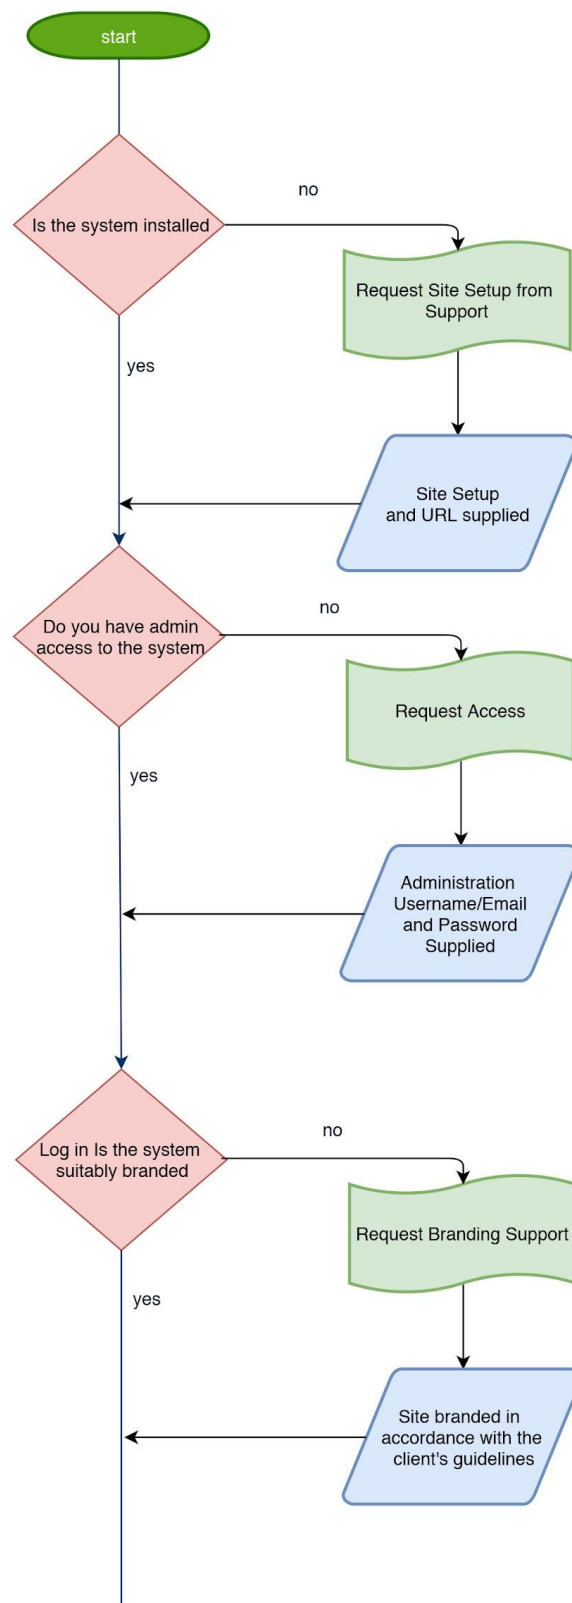 start
no
Is the system installed
Request Site Setup from
Support
yes
Site Setup
and URL supplied
no
Do you have admin
access to the system
Request Access
yes
Administration
Username/Email
and Password
Supplied
no
Log in Is the system
suitably branded
Request Branding Support
yes
Site branded in
accordance with the
client's guidelines